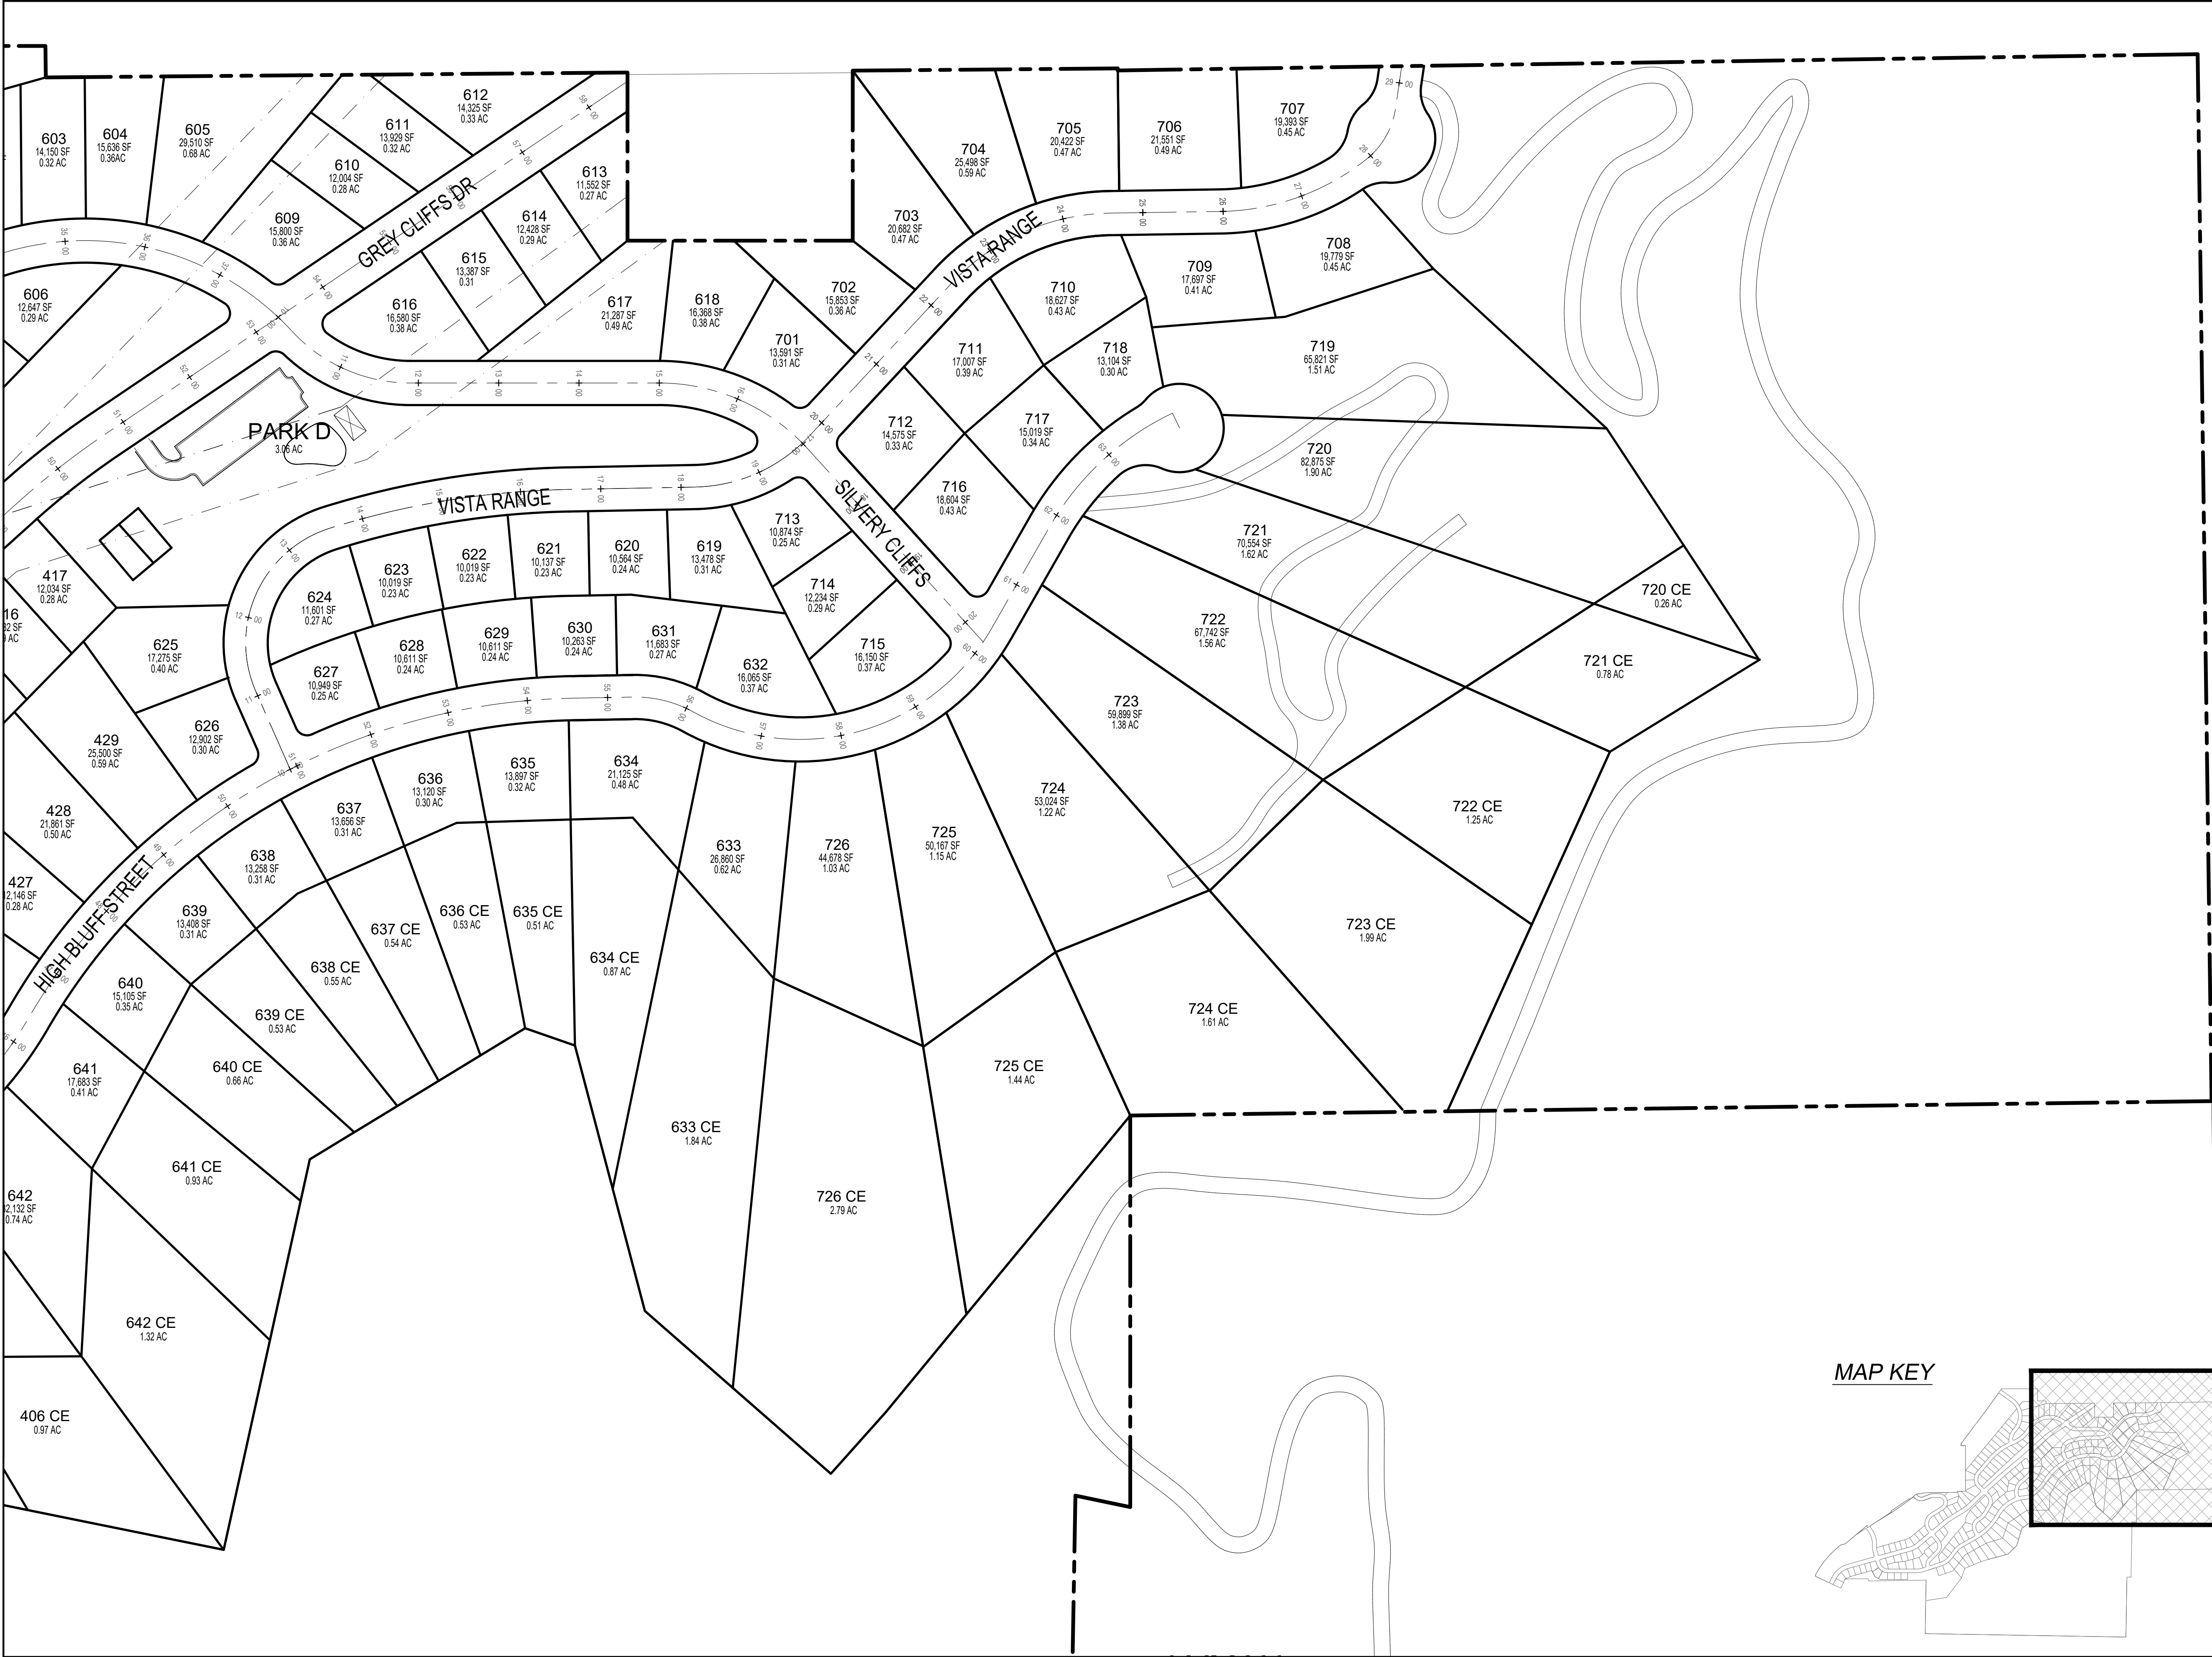 603
14,150 SF
0.32 AC
604
15,636 SF
0.36AC
605
29,510 SF
0.68 AC
606
12,647 SF
0.29 AC
609
15,800 SF
0.36 AC
610
12,004 SF
0.28 AC
611
13,929 SF
0.32 AC
612
14,325 SF
0.33 AC
613
11,552 SF
0.27 AC
614
12,428 SF
0.29 AC
615
13,387 SF
0.31
616
16,580 SF
0.38 AC
617
21,287 SF
0.49 AC
618
16,368 SF
0.38 AC
GREY CLIFFS DR
701
13,591 SF
0.31 AC
702
15,853 SF
0.36 AC
703
20,682 SF
0.47 AC
704
25,498 SF
0.59 AC
705
20,422 SF
0.47 AC
706
21,551 SF
0.49 AC
707
19,393 SF
0.45 AC
VISTA RANGE
708
19,779 SF
0.45 AC
709
17,697 SF
0.41 AC
710
18,627 SF
0.43 AC
711
17,007 SF
0.39 AC
712
14,575 SF
0.33 AC
718
13,104 SF
0.30 AC
717
15,019 SF
0.34 AC
716
18,604 SF
0.43 AC
719
65,821 SF
1.51 AC
720
82,875 SF
1.90 AC
721
70,554 SF
1.62 AC
722
67,742 SF
1.56 AC
723
59,899 SF
1.38 AC
724
53,024 SF
1.22 AC
725
50,167 SF
1.15 AC
726
44,678 SF
1.03 AC
720 CE
0.26 AC
721 CE
0.78 AC
722 CE
1.25 AC
723 CE
1.99 AC
724 CE
1.61 AC
725 CE
1.44 AC
726 CE
2.79 AC
PARK D
3.06 AC
VISTA RANGE
SILVERY CLIFFS
713
10,874 SF
0.25 AC
714
12,234 SF
0.29 AC
715
16,150 SF
0.37 AC
619
13,478 SF
0.31 AC
620
10,564 SF
0.24 AC
621
10,137 SF
0.23 AC
622
10,019 SF
0.23 AC
623
10,019 SF
0.23 AC
624
11,601 SF
0.27 AC
417
12,034 SF
0.28 AC
625
17,275 SF
0.40 AC
626
12,902 SF
0.30 AC
627
10,949 SF
0.25 AC
628
10,611 SF
0.24 AC
629
10,611 SF
0.24 AC
630
10,263 SF
0.24 AC
631
11,683 SF
0.27 AC
632
16,065 SF
0.37 AC
429
25,500 SF
0.59 AC
428
21,861 SF
0.50 AC
427
12,146 SF
0.28 AC
HIGH BLUFF STREET
633
26,860 SF
0.62 AC
634
21,125 SF
0.48 AC
635
13,897 SF
0.32 AC
636
13,120 SF
0.30 AC
637
13,656 SF
0.31 AC
638
13,258 SF
0.31 AC
639
13,408 SF
0.31 AC
640
15,105 SF
0.35 AC
641
17,683 SF
0.41 AC
642
32,132 SF
0.74 AC
633 CE
1.84 AC
634 CE
0.87 AC
635 CE
0.51 AC
636 CE
0.53 AC
637 CE
0.54 AC
638 CE
0.55 AC
639 CE
0.53 AC
640 CE
0.66 AC
641 CE
0.93 AC
642 CE
1.32 AC
406 CE
0.97 AC
MAP KEY